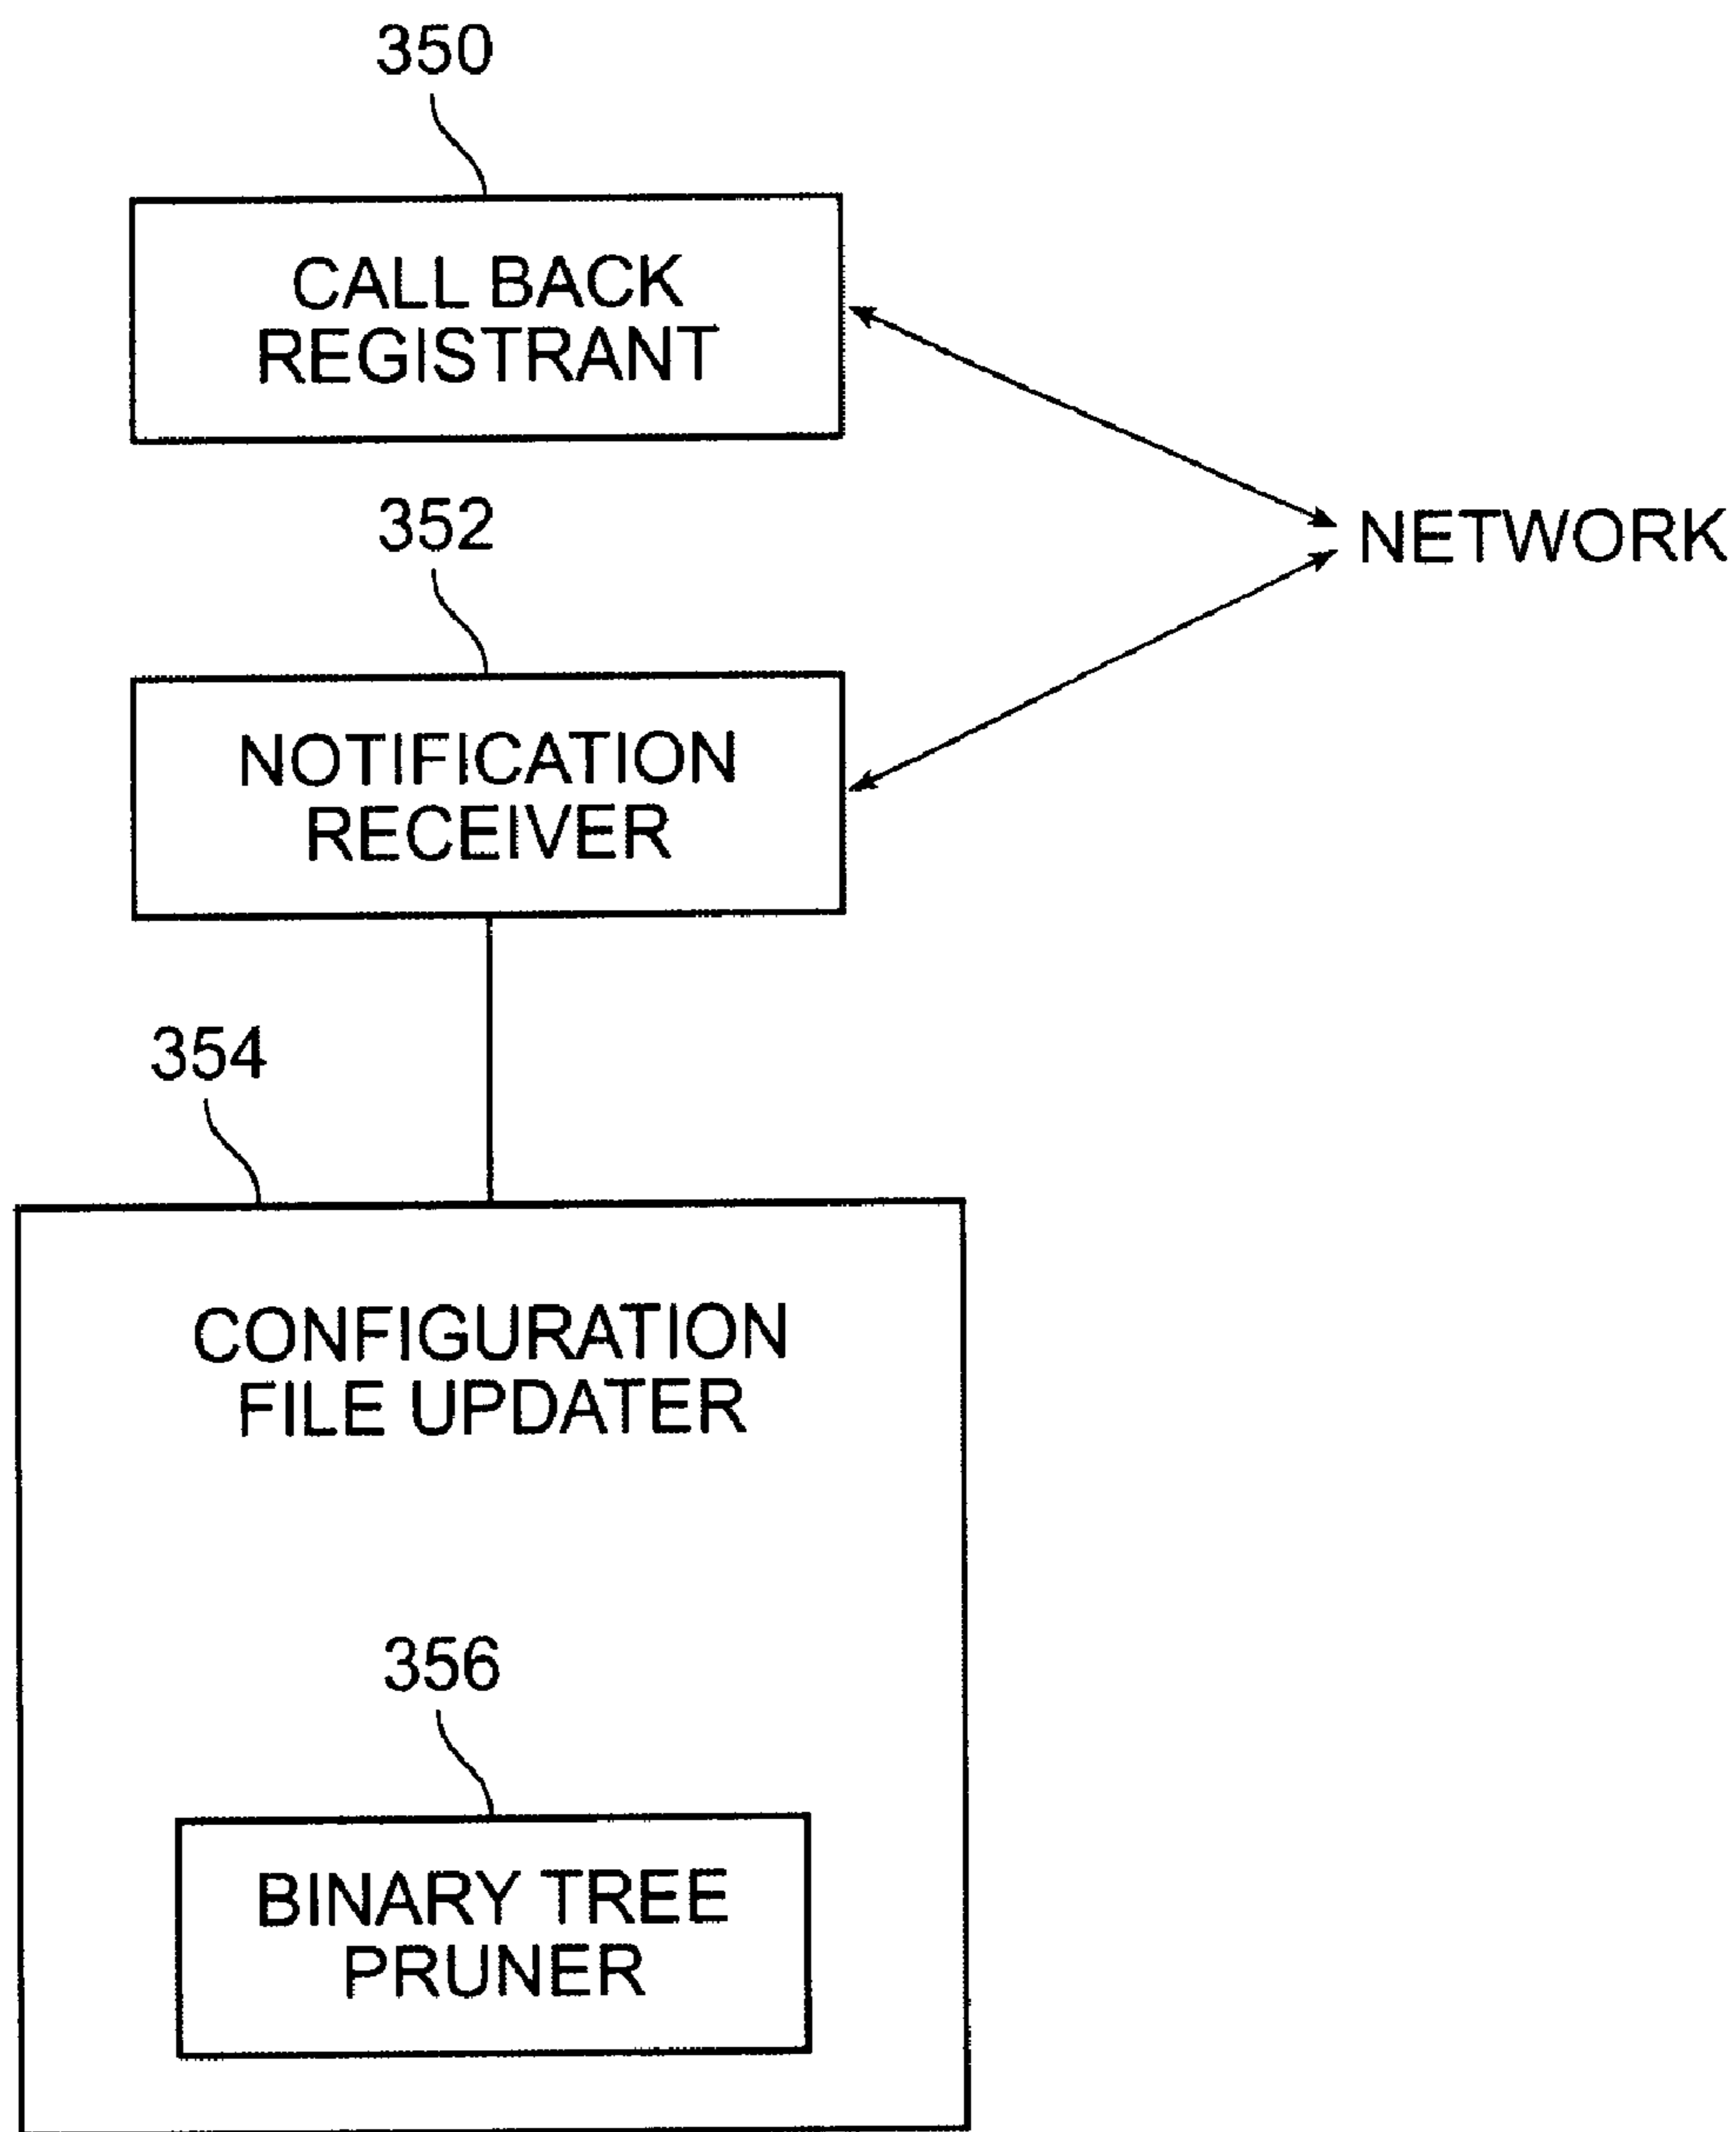 350
CALL BACK
REGISTRANT
NETWORK
352
NOTIFICATION
RECEIVER
354
CONFIGURATION
FILE UPDATER
356
BINARY TREE
PRUNER